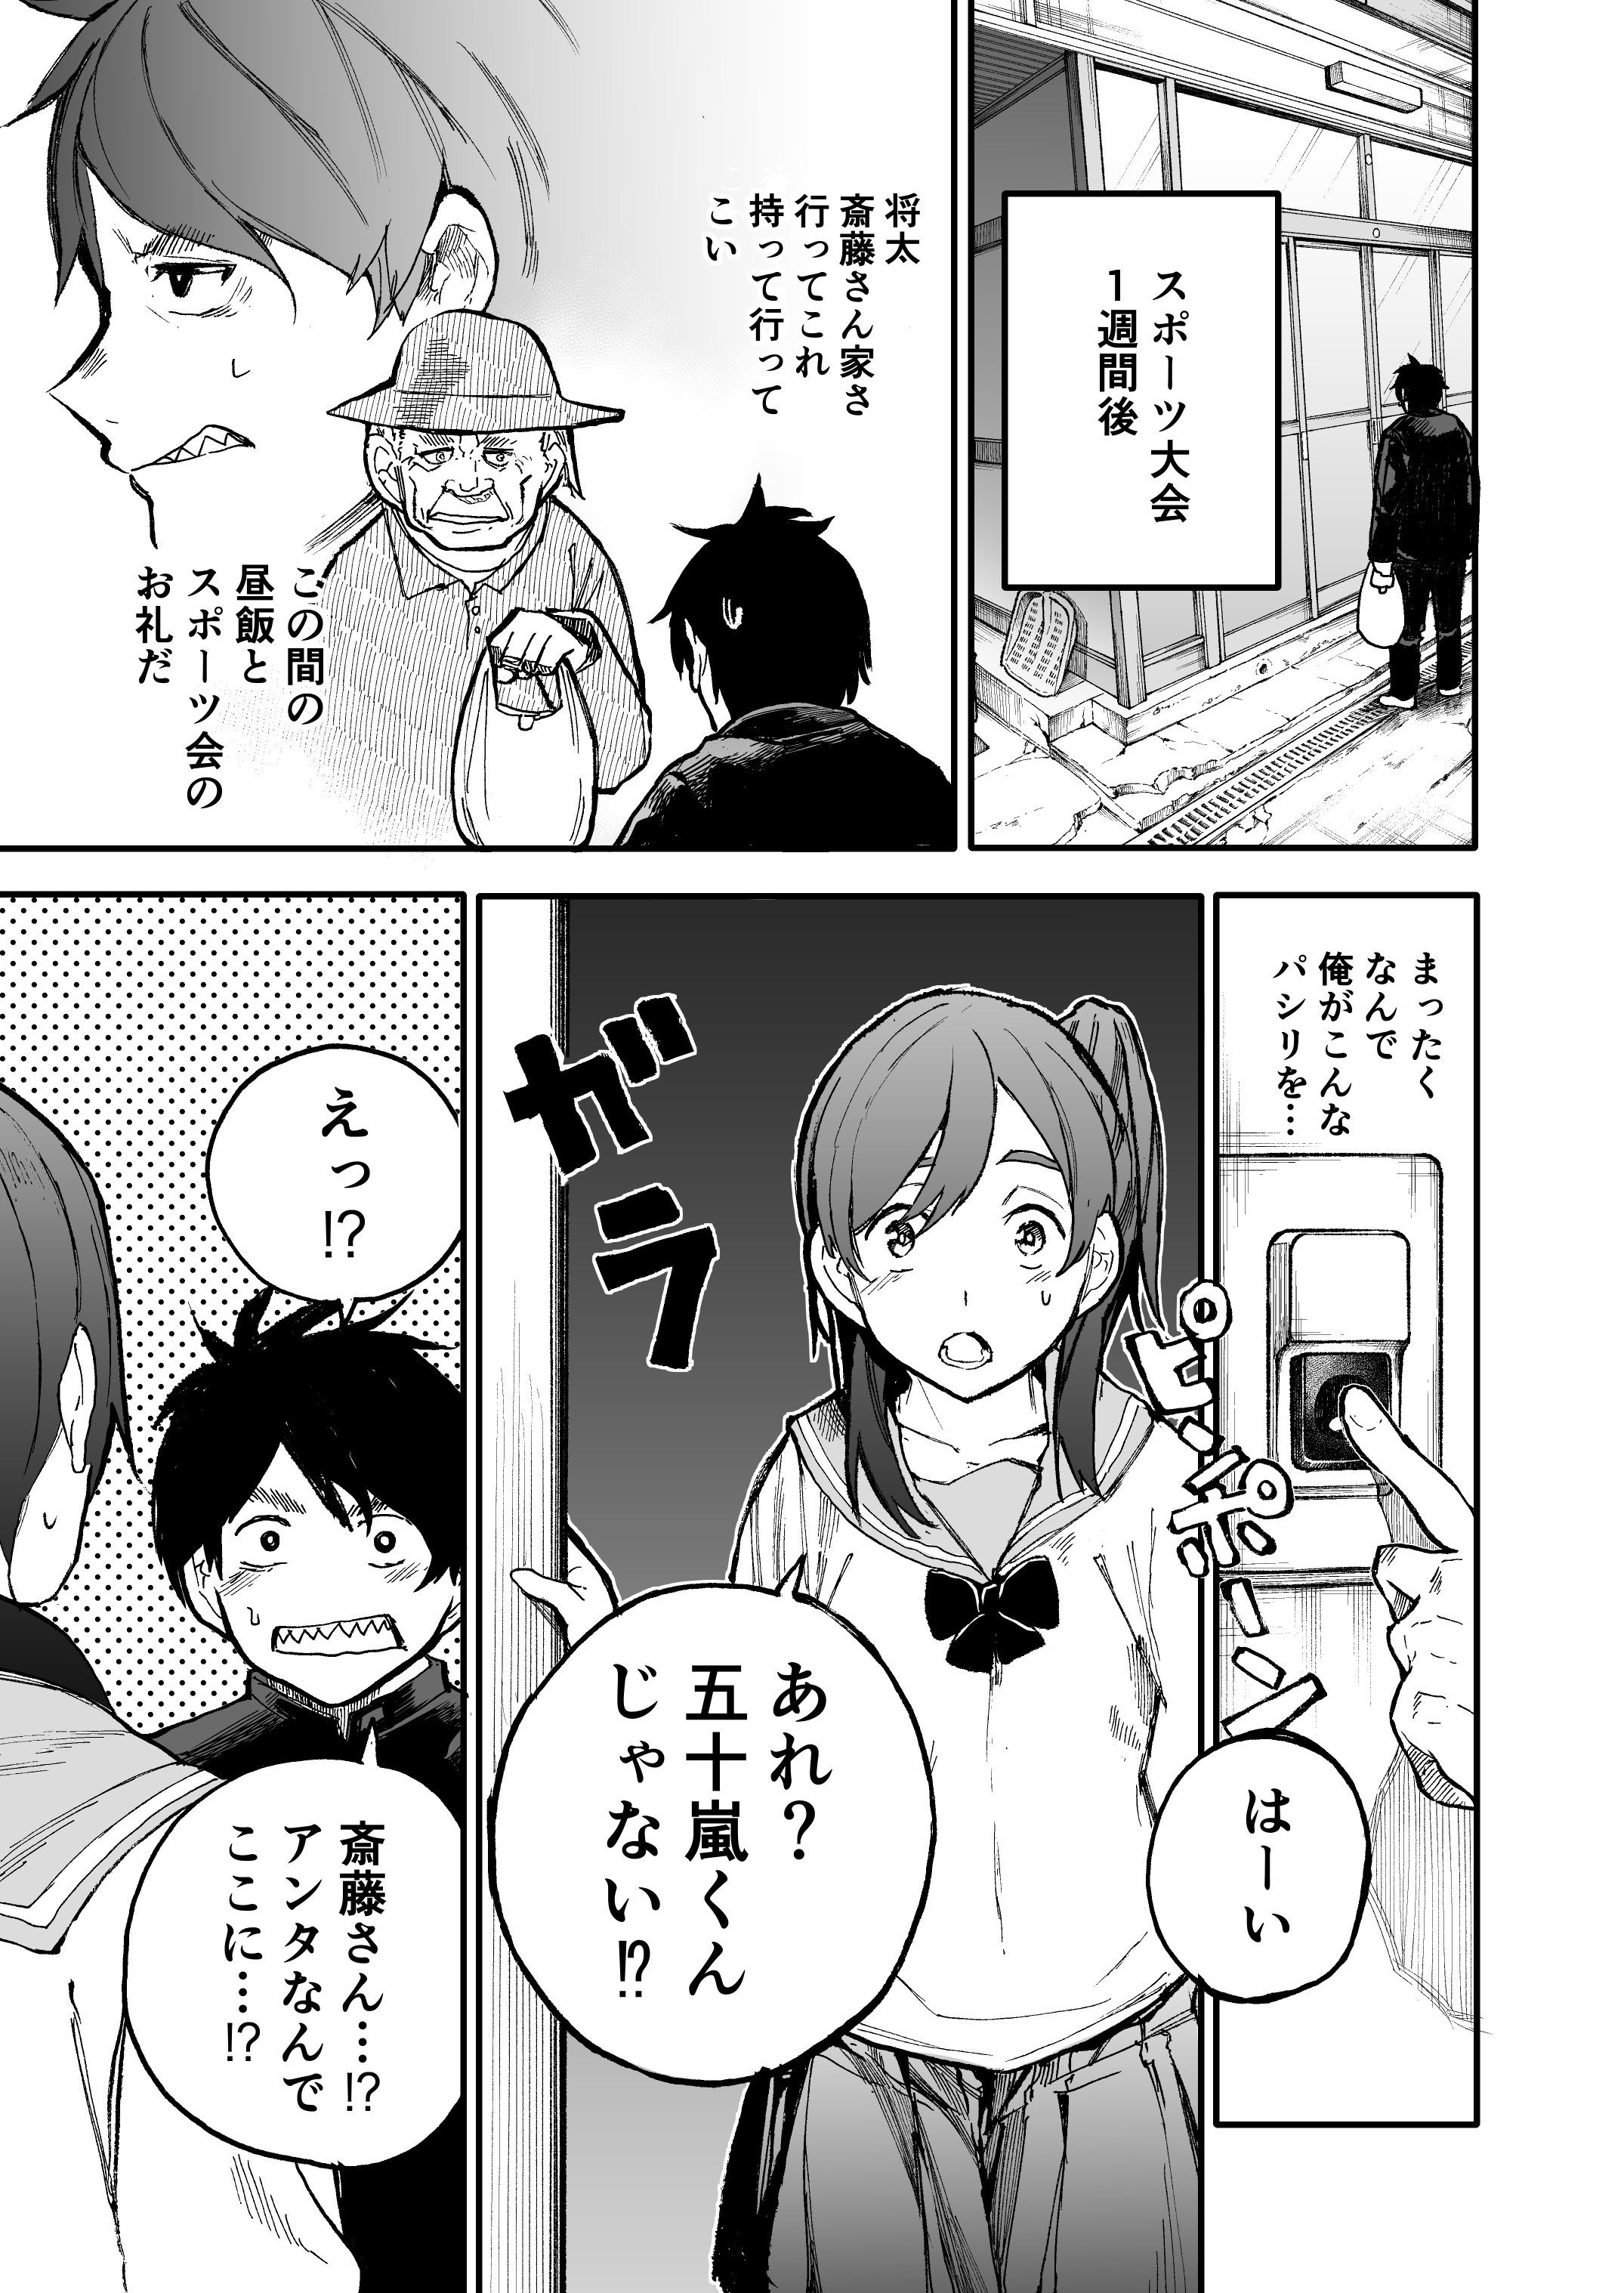 スポーツ大会
1週間後
将太
斎藤さん家さ
行ってこれ
持って行って
こい
この間の
昼飯と
スポーツ会の
お礼だ
まったく
なんで
俺がこんな
パシリを…
ピンポーン
はーい
ガラ
あれ?
五十嵐くん
じゃない!?
えっ!?
斎藤さん…!?
アンタなんで
ここに…!?